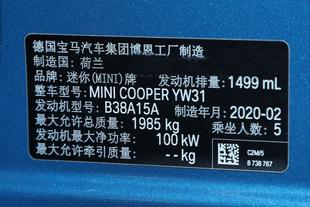 德国宝马汽车集团博恩工厂制造
制造国：荷兰
品牌：迷你(MINI)牌 发动机排量：1499 mL
整车型号：MINI COOPER YW31
发动机型号：B38A15A 制造年月：2020-02
最大允许总质量：1985 kg 乘坐人数：5
发动机最大净功率：100 kW
最大允许牵引质量：-- kg
C2M/5
8 738 767